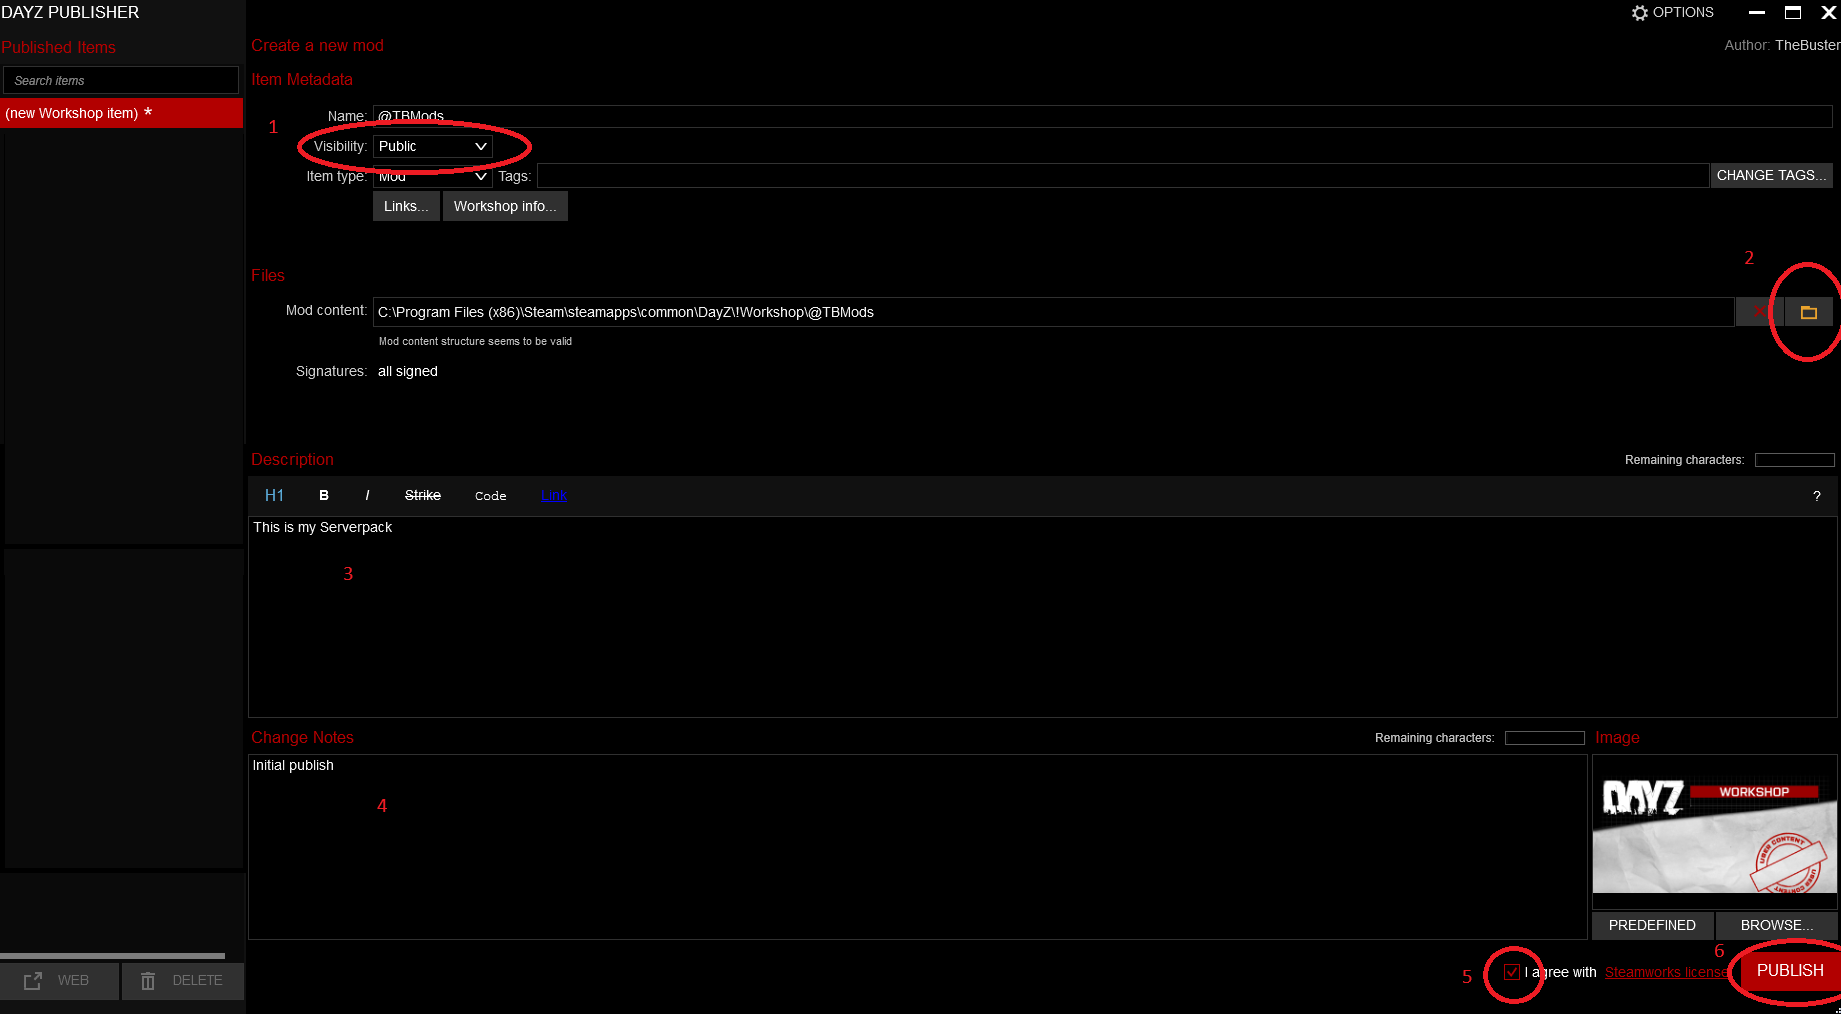 DAYZ PUBLISHER
OPTIONS
Published Items
Create a new mod
Author: TheBuster
Search items
Item Metadata
(new Workshop item) *
1
Name: @TBMods
Visibility: Public
Item type: Mod
Tags:
CHANGE TAGS...
Links...
Workshop info...
2
Files
Mod content: C:\Program Files (x86)\Steam\steamapps\common\DayZ\!Workshop\@TBMods
Mod content structure seems to be valid
Signatures: all signed
Description
Remaining characters:
H1 B I Strike Code Link ?
This is my Serverpack
3
Change Notes
Remaining characters:
Image
Initial publish
4
DAYZ WORKSHOP
USER CONTENT
USER CONTENT
PREDEFINED
BROWSE...
6
5
I agree with Steamworks license
PUBLISH
WEB
DELETE